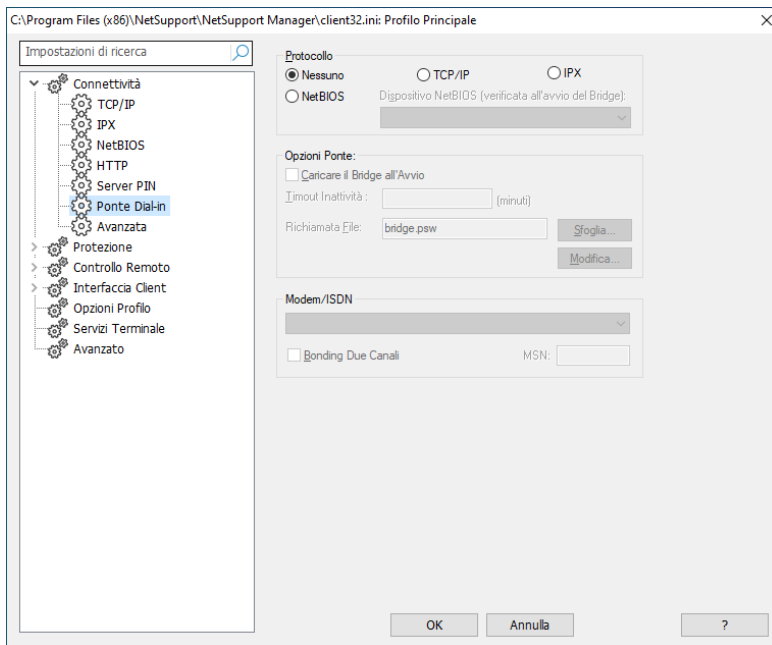 C:\Program Files (x86)\NetSupport\NetSupport Manager\client32.ini: Profilo Principale
Impostazioni di ricerca
Connettività
TCP/IP
IPX
NetBIOS
HTTP
Server PIN
Ponte Dial-in
Avanzata
Protezione
Controllo Remoto
Interfaccia Client
Opzioni Profilo
Servizi Terminale
Avanzato
Protocollo
Nessuno TCP/IP IPX
NetBIOS Dispositivo NetBIOS (verificata all'avvio del Bridge):
Opzioni Ponte:
Caricare il Bridge all'Avvio
Timout Inattività : (minuti)
Richiamata File: bridge.psw Sfoglia...
Modifica...
Modem/ISDN
Bonding Due Canali MSN:
OK Annulla ?